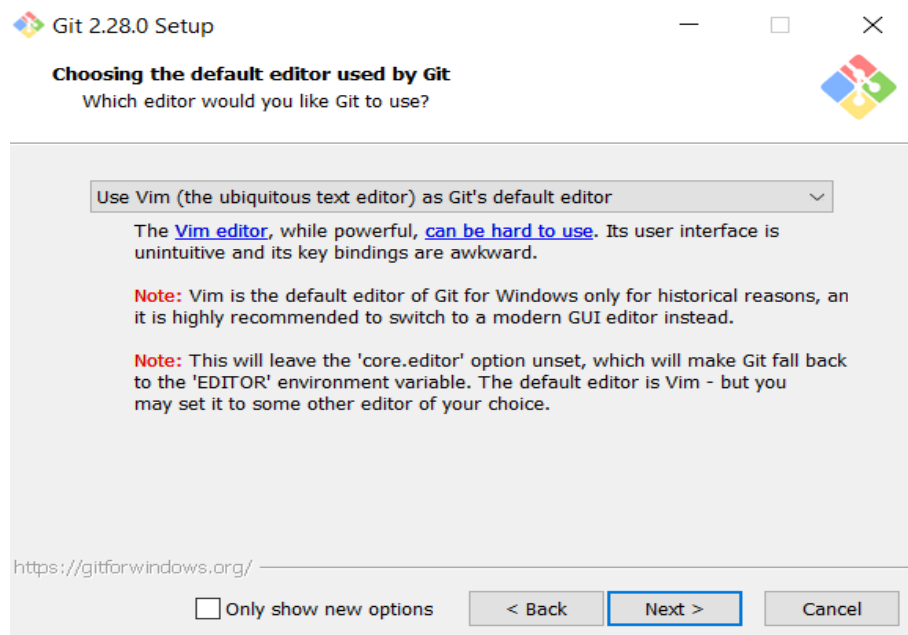 Git 2.28.0 Setup
Choosing the default editor used by Git
Which editor would you like Git to use?
Use Vim (the ubiquitous text editor) as Git's default editor
The Vim editor, while powerful, can be hard to use. Its user interface is
unintuitive and its key bindings are awkward.
Note: Vim is the default editor of Git for Windows only for historical reasons, an
it is highly recommended to switch to a modern GUI editor instead.
Note: This will leave the 'core.editor' option unset, which will make Git fall back
to the 'EDITOR' environment variable. The default editor is Vim - but you
may set it to some other editor of your choice.
https://gitforwindows.org/
Only show new options
< Back
Next >
Cancel